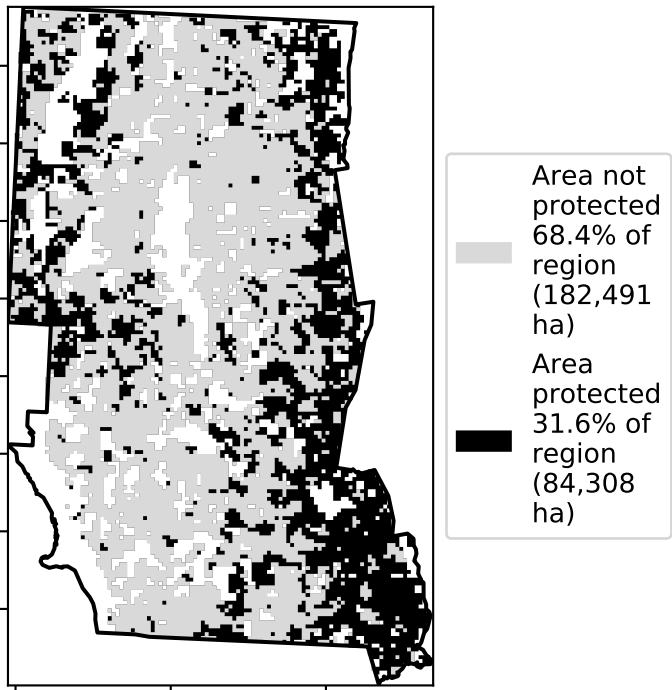 Area not
protected
68.4% of
region
(182,491
ha)
Area
protected
31.6% of
region
(84,308
ha)